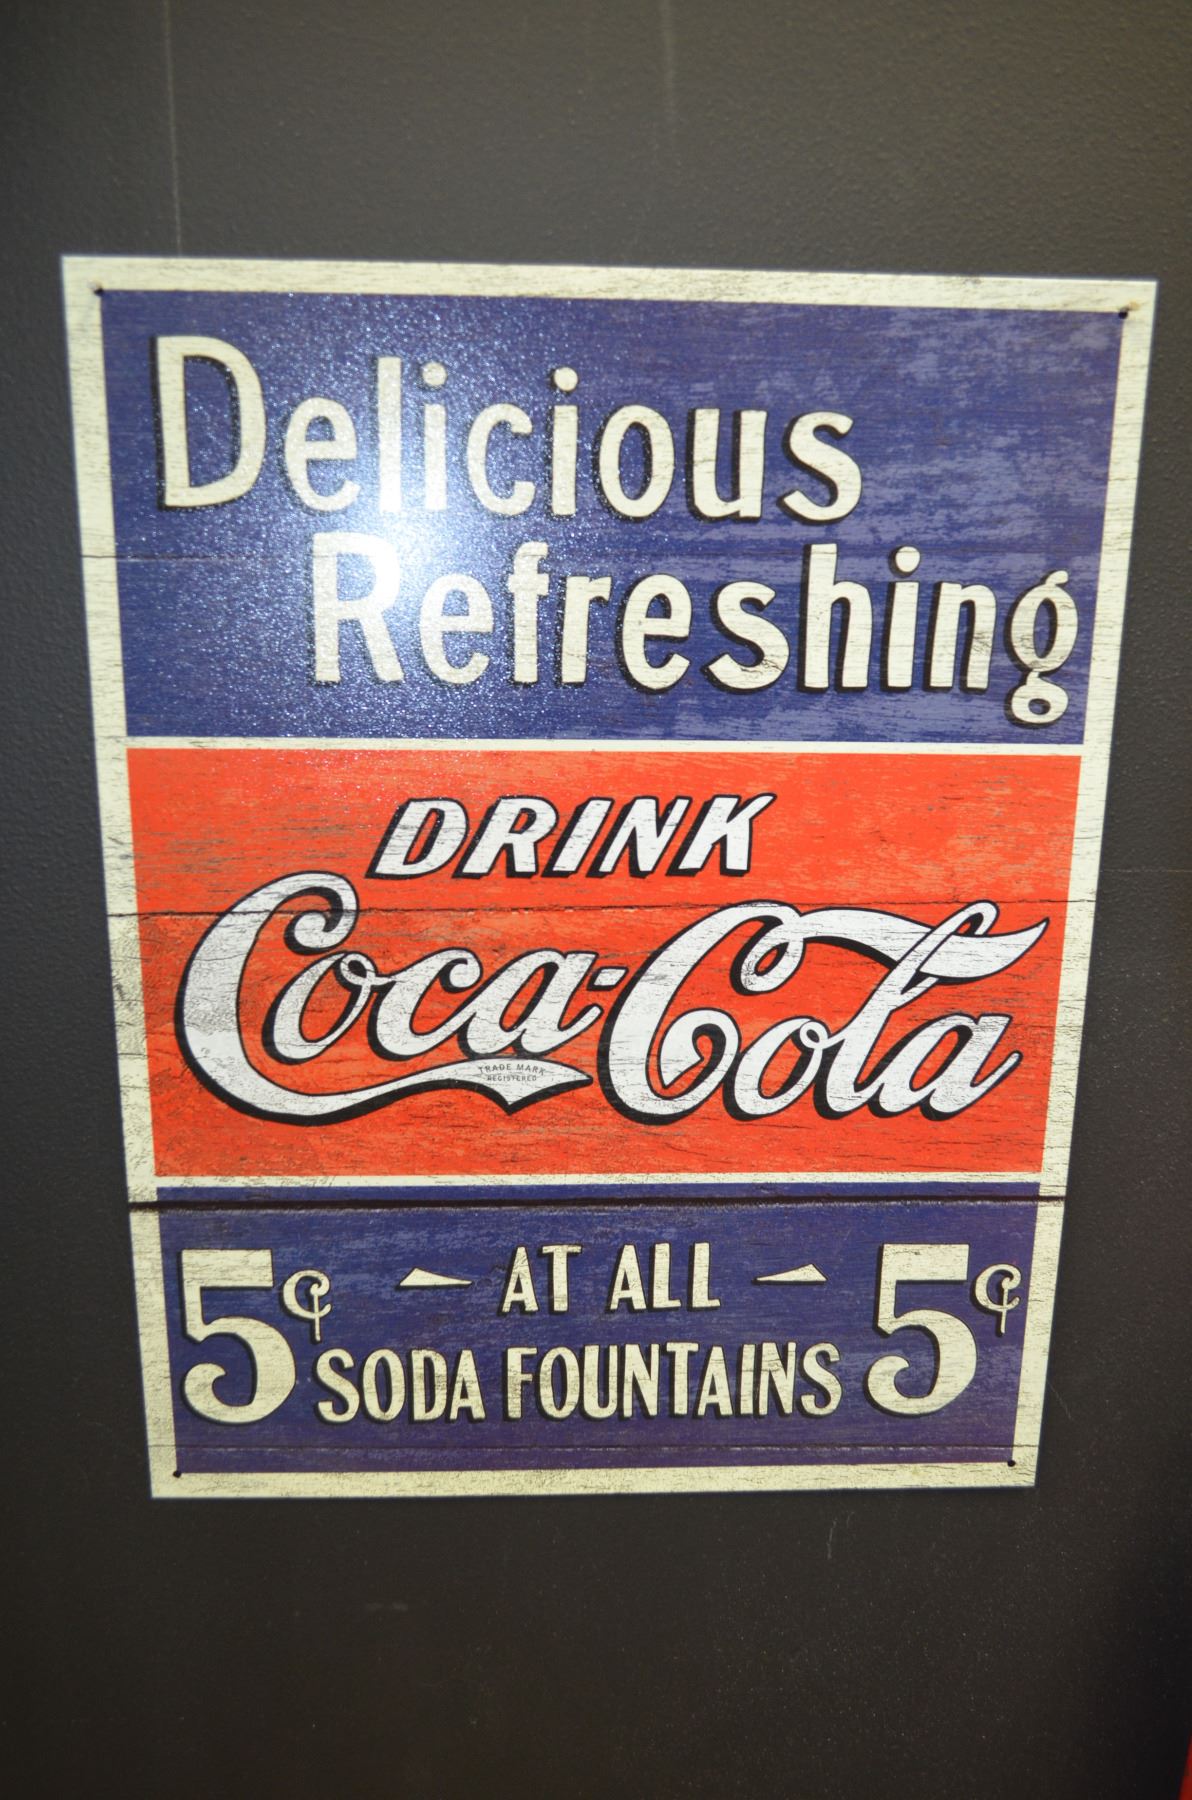 Delicious
Refreshing
DRINK
Coca-Cola
TRADE MARK
REGISTERED
5¢ AT ALL 5¢
SODA FOUNTAINS